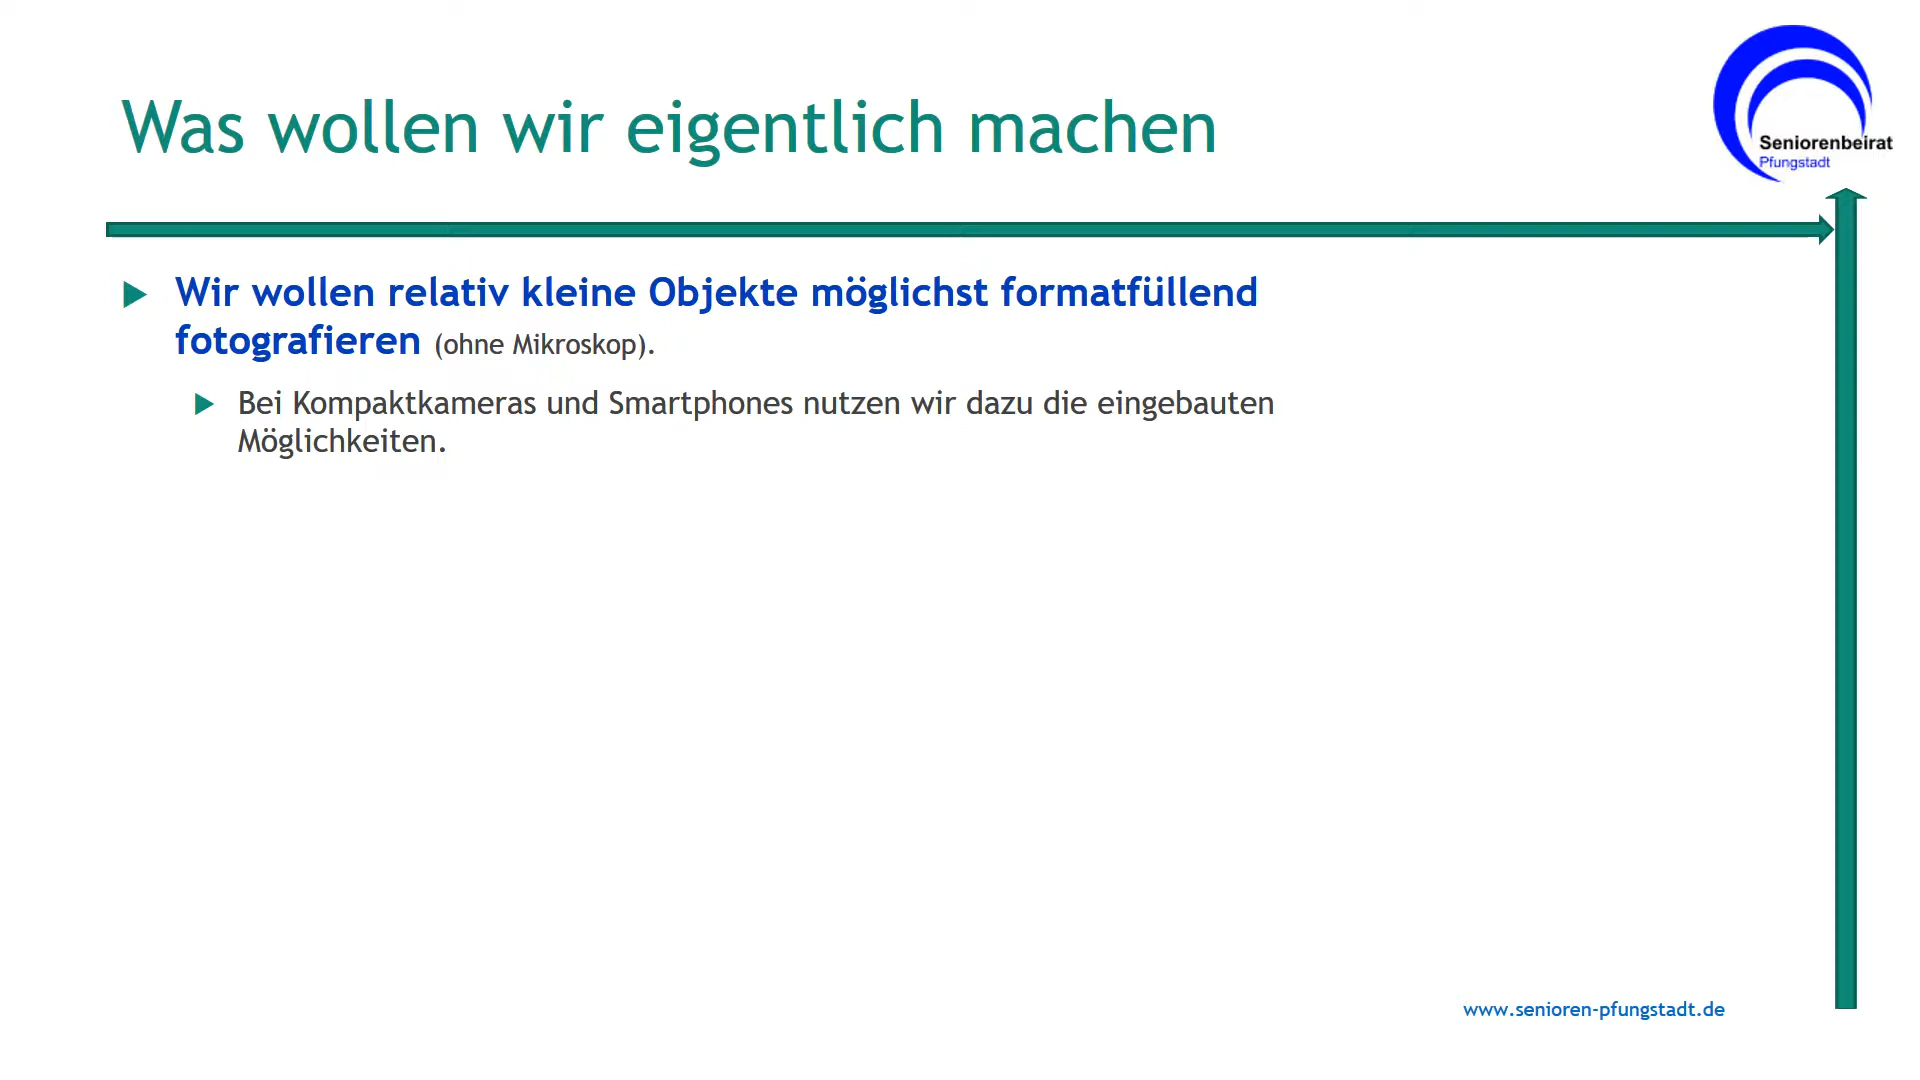 Was wollen wir eigentlich machen
Seniorenbeirat
Pfungstadt
Wir wollen relativ kleine Objekte möglichst formatfüllend
fotografieren (ohne Mikroskop).
Bei Kompaktkameras und Smartphones nutzen wir dazu die eingebauten
Möglichkeiten.
www.senioren-pfungstadt.de